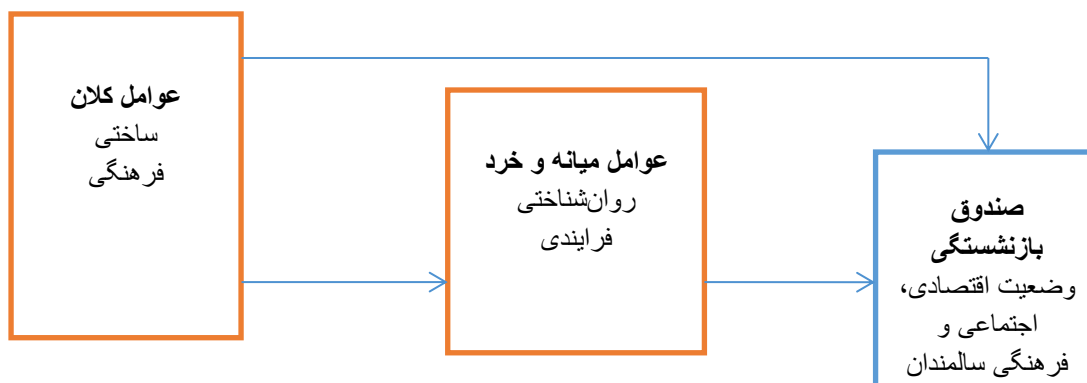 عوامل کلان
ساختی
فرهنگی
عوامل میانه و خرد
روان‌شناختی
فرایندی
صندوق
بازنشستگی
وضعیت اقتصادی،
اجتماعی و
فرهنگی سالمندان